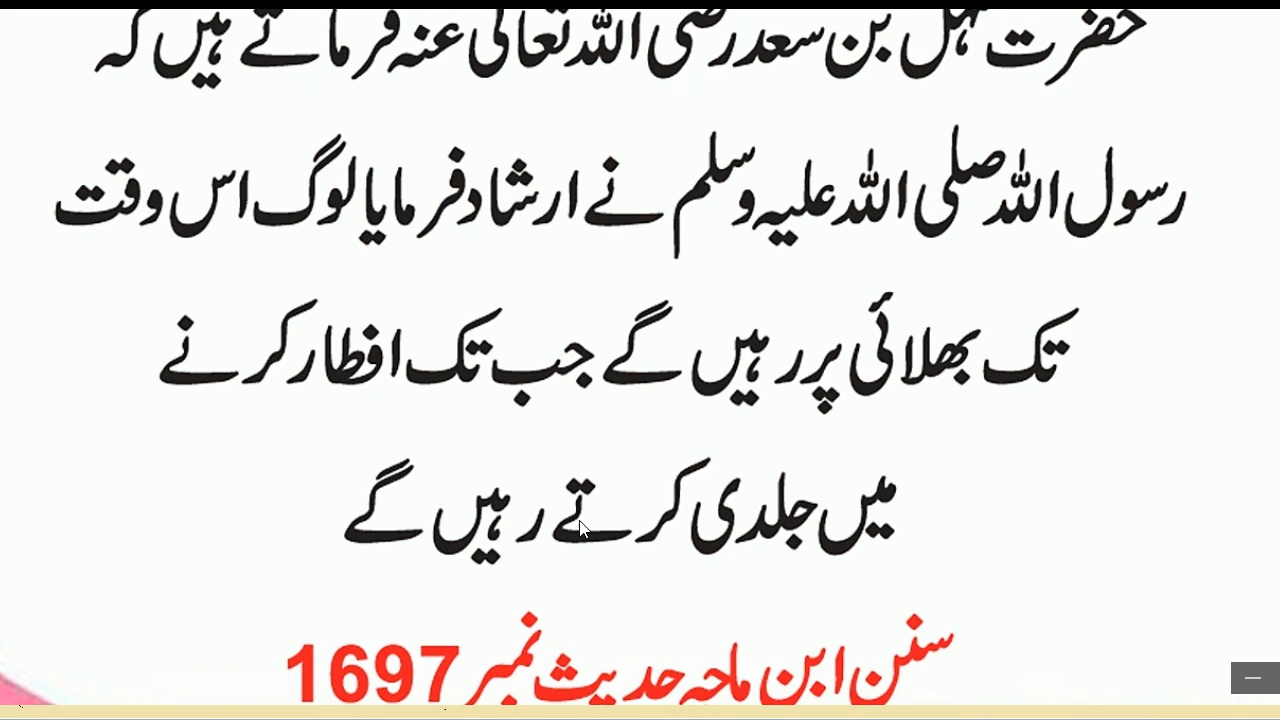 حضرت سہل بن سعد رضی اللہ تعالی عنہ فرماتے ہیں کہ
رسول اللہ صلی اللہ علیہ وسلم نے ارشاد فرمایا لوگ اس وقت
تک بھلائی پر رہیں گے جب تک افطار کرنے
میں جلدی کرتے رہیں گے
سنن ابن ماجہ حدیث نمبر 1697